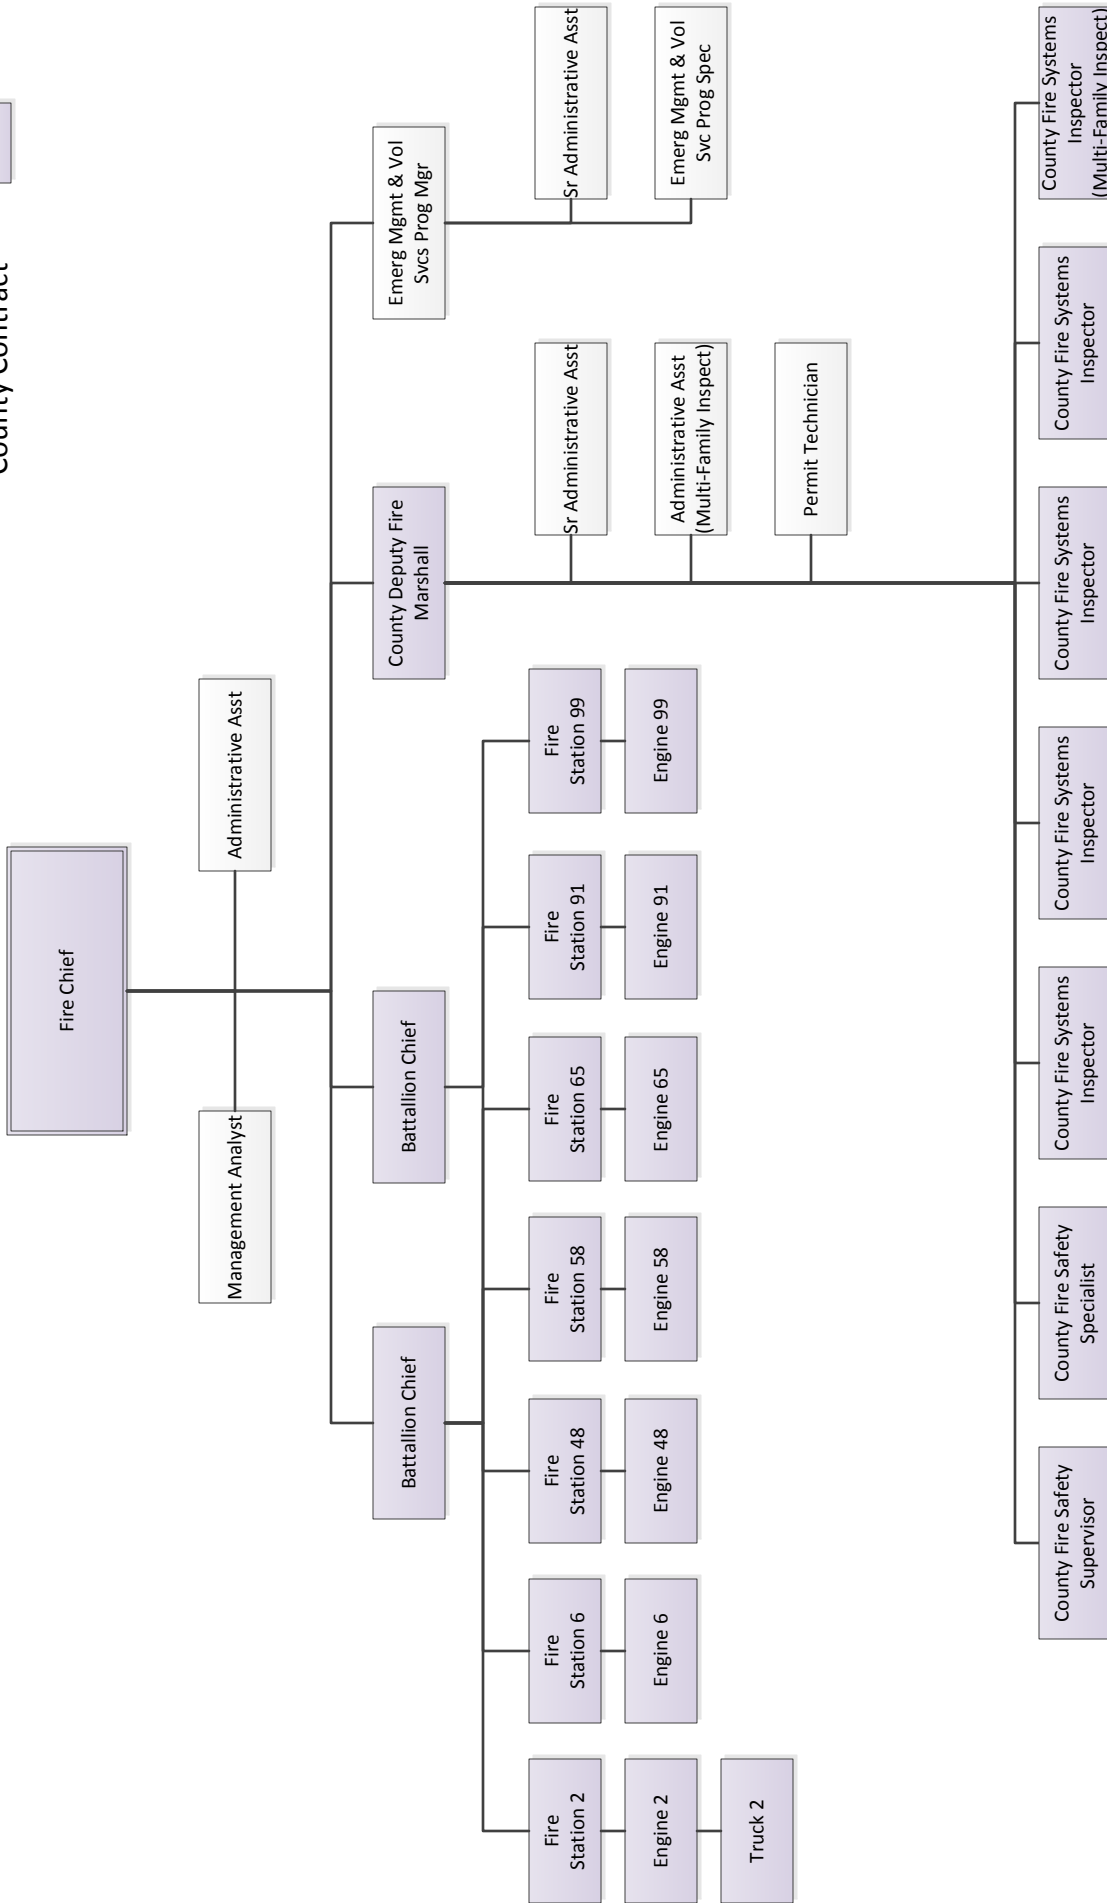 County Contract
Fire Chief
Management Analyst
Administrative Asst
Battallion Chief
Battallion Chief
County Deputy Fire
Marshall
Emerg Mgmt & Vol
Svcs Prog Mgr
Fire
Station 2
Fire
Station 6
Fire
Station 48
Fire
Station 58
Fire
Station 65
Fire
Station 91
Fire
Station 99
Sr Administrative Asst
Sr Administrative Asst
Engine 2
Engine 6
Engine 48
Engine 58
Engine 65
Engine 91
Engine 99
Administrative Asst
(Multi-Family Inspect)
Emerg Mgmt & Vol
Svc Prog Spec
Truck 2
Permit Technician
County Fire Safety
Supervisor
County Fire Safety
Specialist
County Fire Systems
Inspector
County Fire Systems
Inspector
County Fire Systems
Inspector
County Fire Systems
Inspector
County Fire Systems
Inspector
(Multi-Family Inspect)